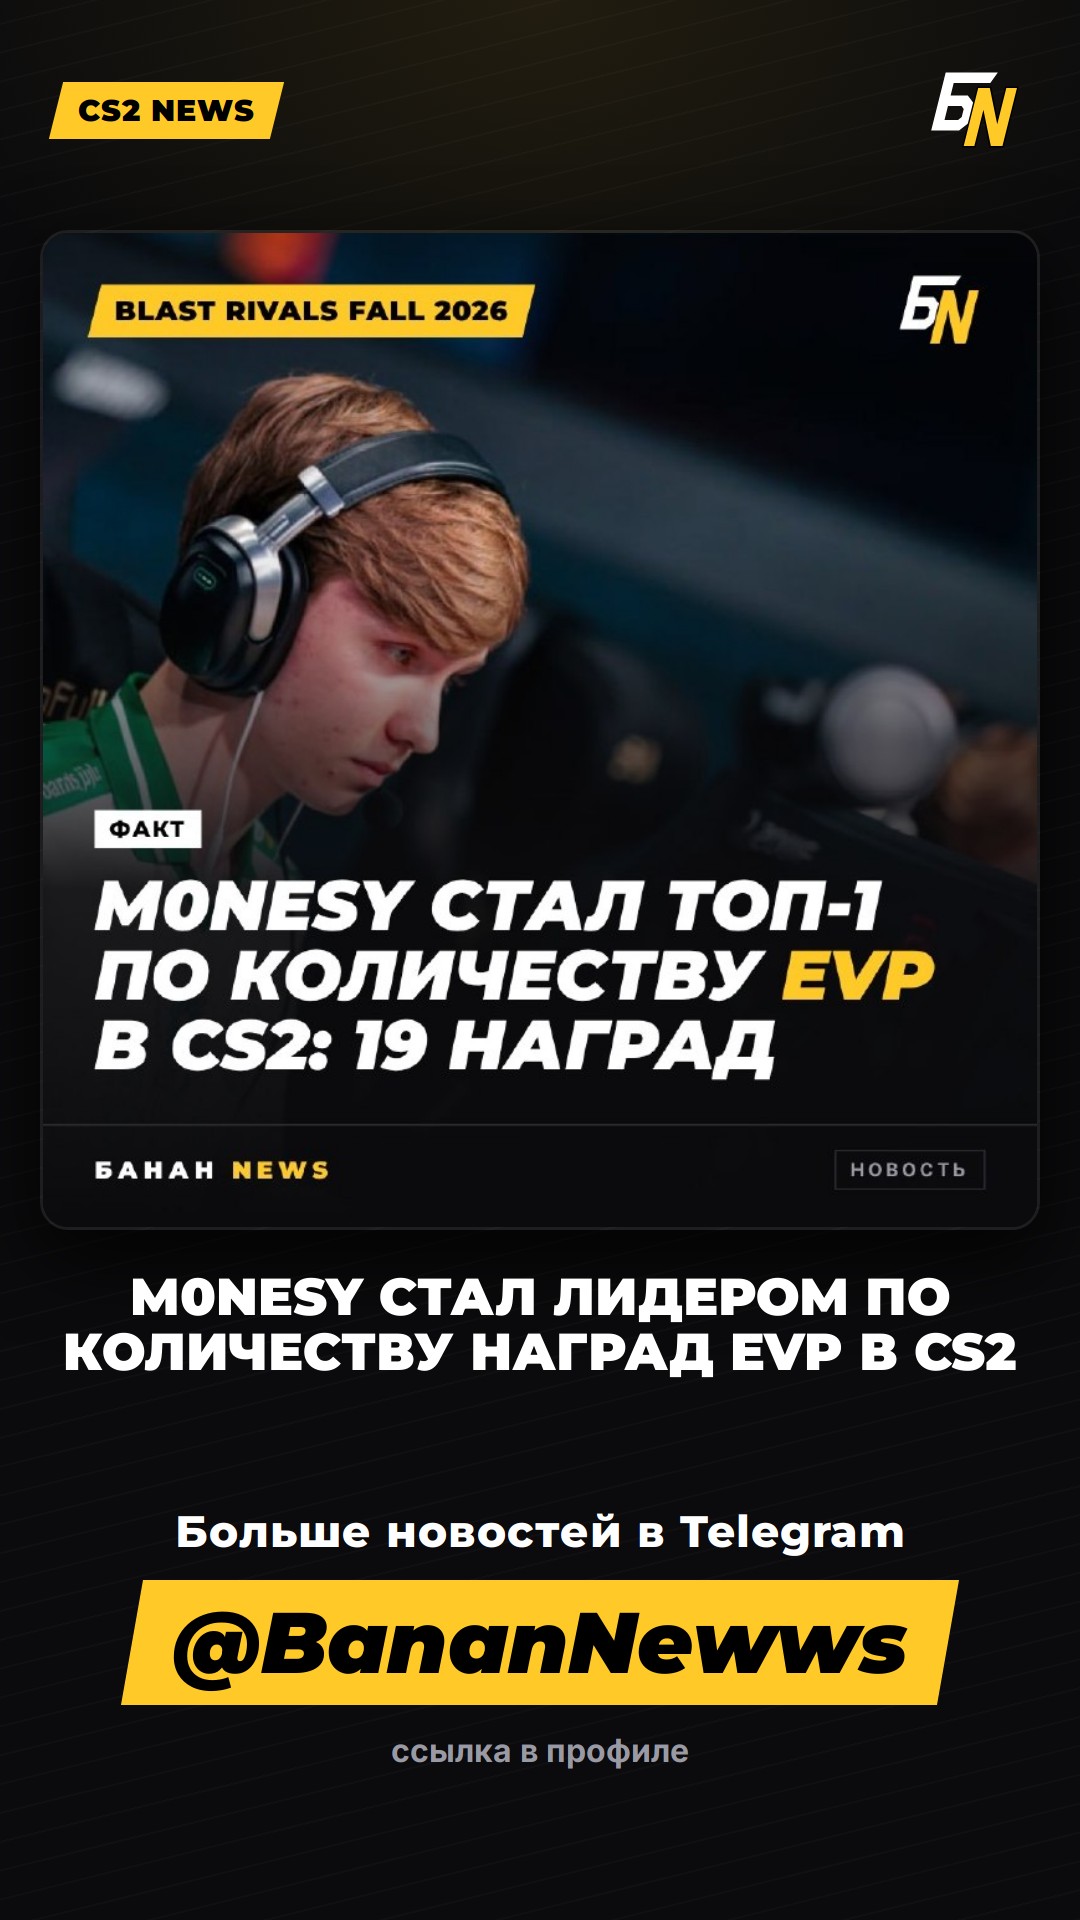 CS2 NEWS
БN
BLAST RIVALS FALL 2026
БN
ФАКТ
M0NESY СТАЛ ТОП-1
ПО КОЛИЧЕСТВУ EVP
В CS2: 19 НАГРАД
БАНАН NEWS
НОВОСТЬ
M0NESY СТАЛ ЛИДЕРОМ ПО
КОЛИЧЕСТВУ НАГРАД EVP В CS2
Больше новостей в Telegram
@BananNewws
ссылка в профиле